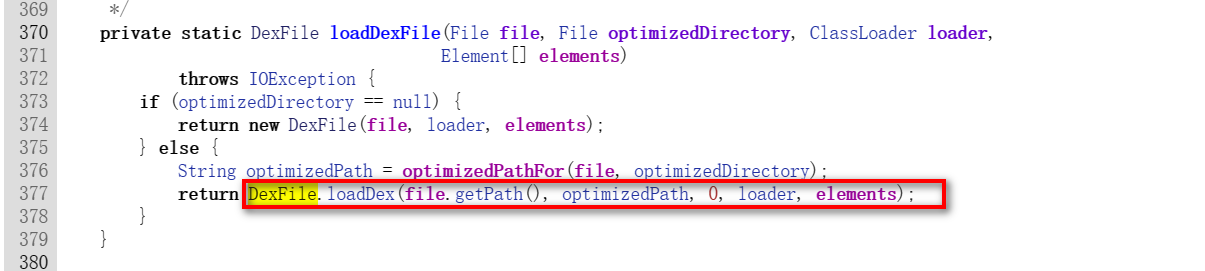 369 */
370 private static DexFile loadDexFile(File file, File optimizedDirectory, ClassLoader loader,
371 Element[] elements)
372 throws IOException {
373 if (optimizedDirectory == null) {
374 return new DexFile(file, loader, elements);
375 } else {
376 String optimizedPath = optimizedPathFor(file, optimizedDirectory);
377 return DexFile.loadDex(file.getPath(), optimizedPath, 0, loader, elements);
378 }
379 }
380